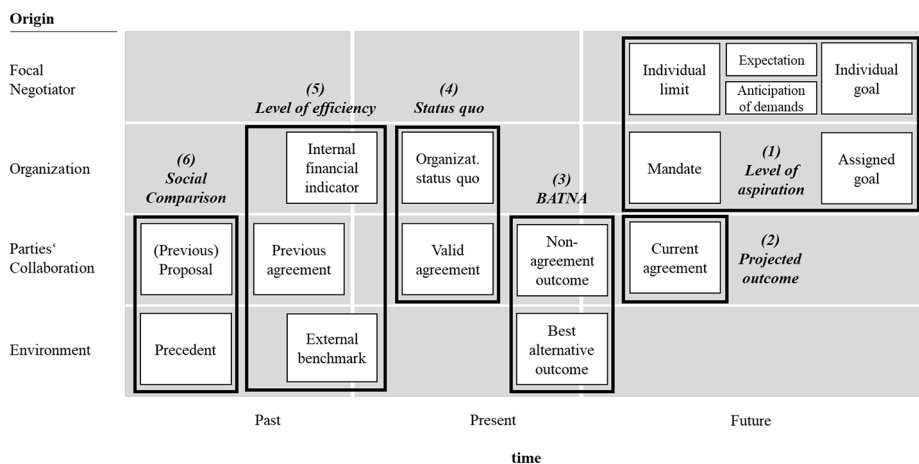 Origin
Focal
Negotiator
Individual
limit
Expectation
Anticipation
of demands
Individual
goal
(5)
Level of efficiency
(4)
Status quo
Organization
(6)
Social
Comparison
Internal
financial
indicator
Organizat.
status quo
(3)
BATNA
Mandate
(1)
Level of
aspiration
Assigned
goal
Parties‘
Collaboration
(Previous)
Proposal
Previous
agreement
Valid
agreement
Non-
agreement
outcome
Current
agreement
(2)
Projected
outcome
Environment
Precedent
External
benchmark
Best
alternative
outcome
Past
Present
Future
time